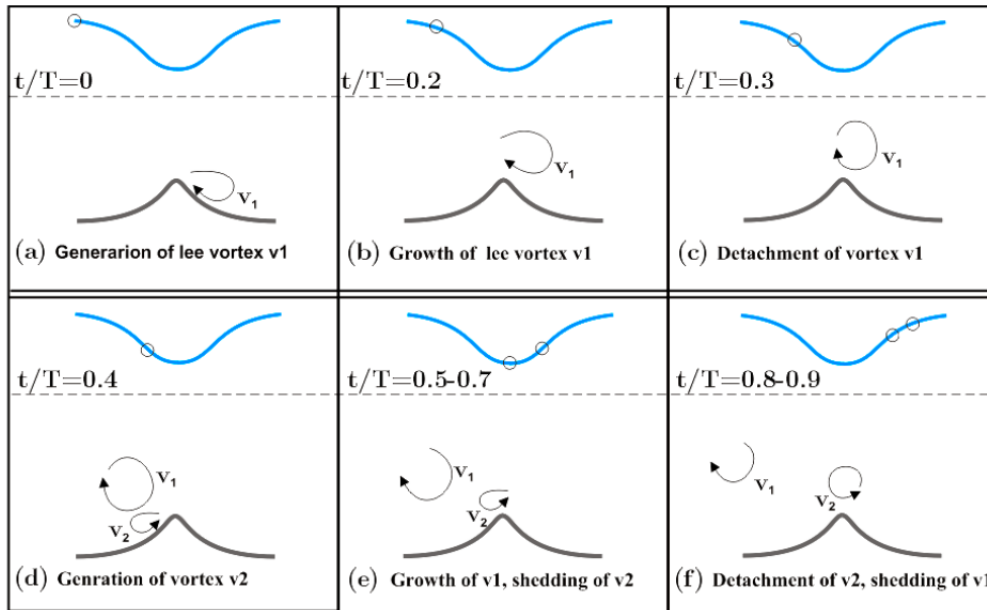 t/T=0
V1
(a) Generarion of lee vortex v1
t/T=0.2
V1
(b) Growth of lee vortex v1
t/T=0.3
V1
(c) Detachment of vortex v1
t/T=0.4
V1
V2
(d) Genration of vortex v2
t/T=0.5-0.7
V1
V2
(e) Growth of v1, shedding of v2
t/T=0.8-0.9
V1
V2
(f) Detachment of v2, shedding of v1